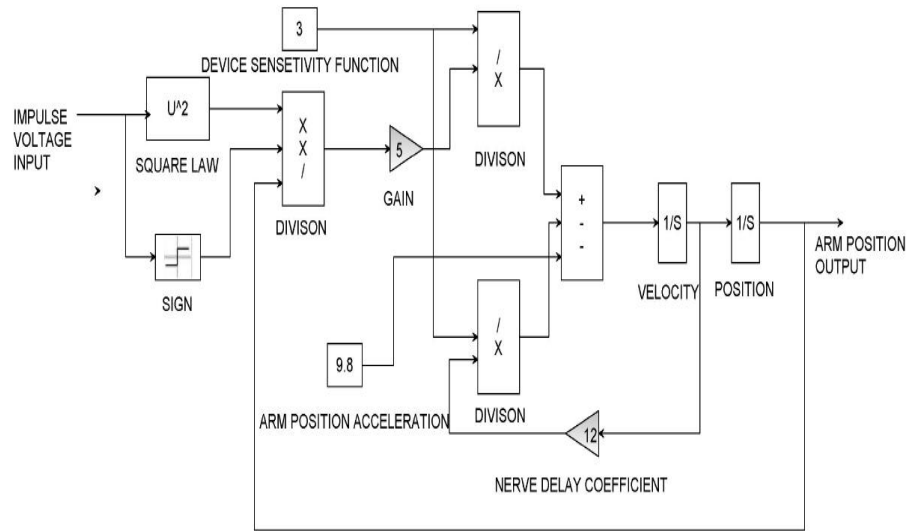 3
DEVICE SENSETIVITY FUNCTION
/
X
DIVISON
IMPULSE
VOLTAGE
INPUT
U^2
SQUARE LAW
X
X
/
DIVISON
5
GAIN
SIGN
+
-
-
1/S
VELOCITY
1/S
POSITION
ARM POSITION
OUTPUT
9.8
ARM POSITION ACCELERATION
/
X
DIVISON
12
NERVE DELAY COEFFICIENT